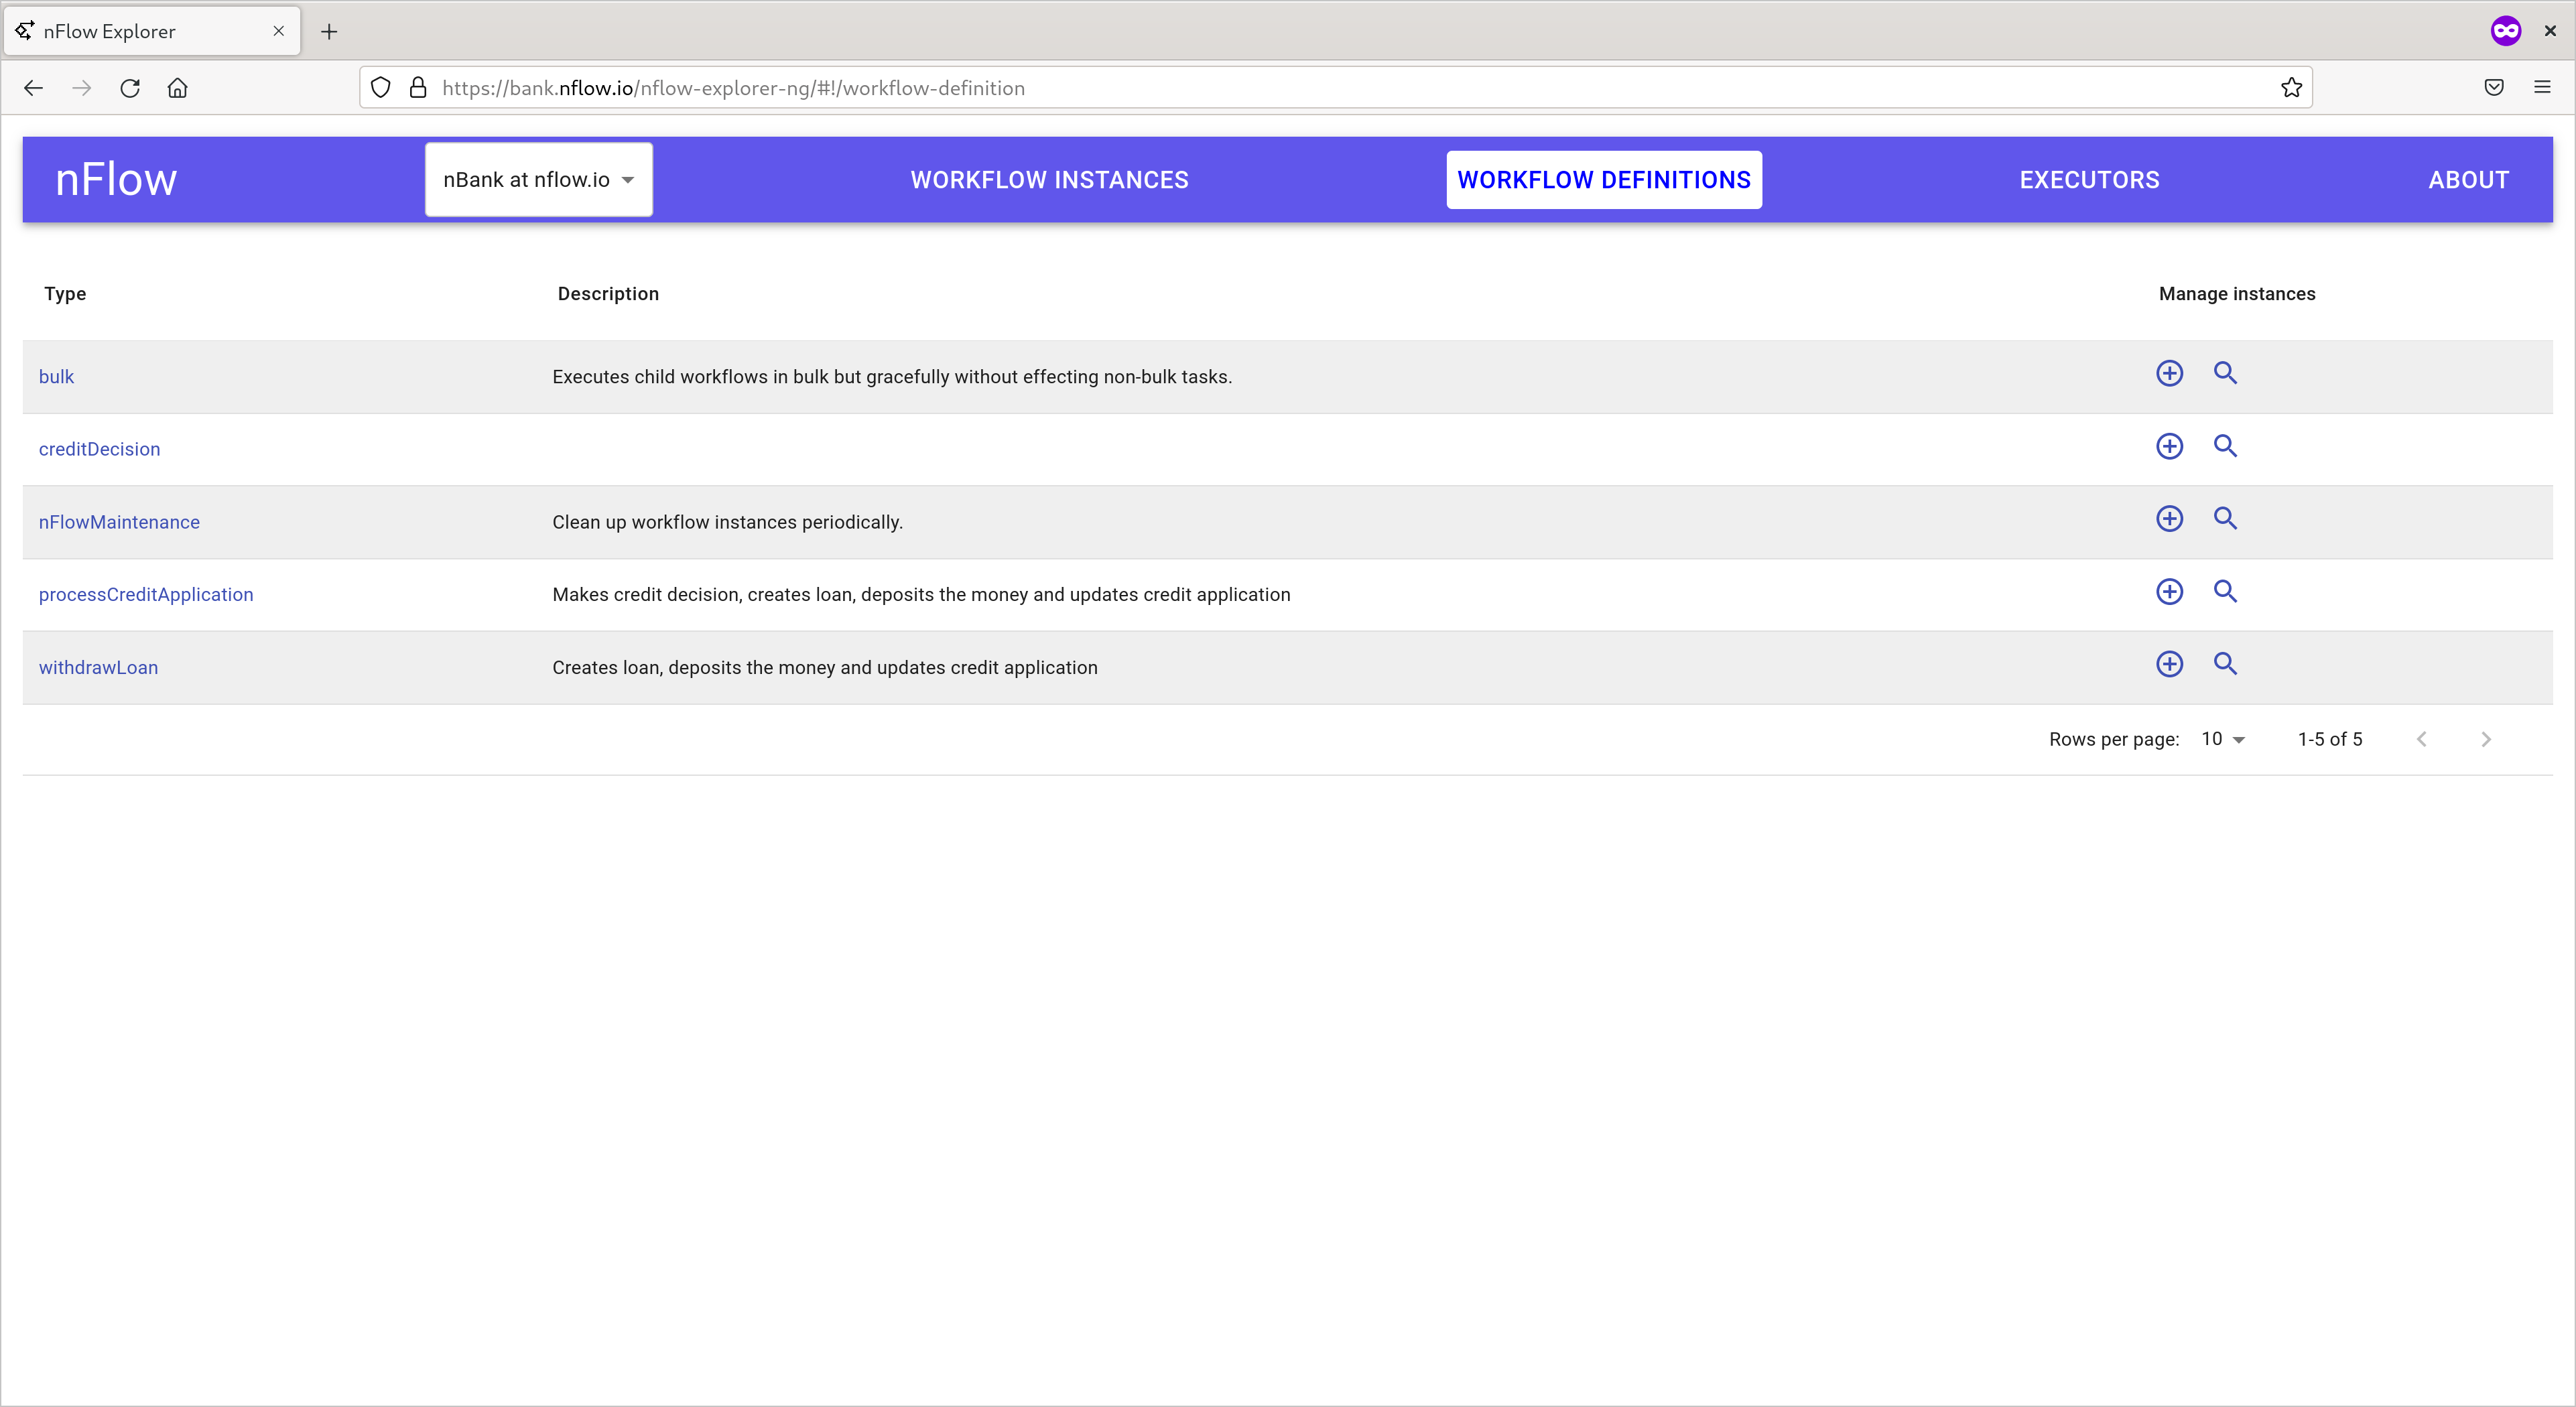 nFlow Explorer
https://bank.nflow.io/nflow-explorer-ng/#!/workflow-definition
nFlow nBank at nflow.io WORKFLOW INSTANCES WORKFLOW DEFINITIONS EXECUTORS ABOUT
Type Description Manage instances
bulk Executes child workflows in bulk but gracefully without effecting non-bulk tasks.
creditDecision
nFlowMaintenance Clean up workflow instances periodically.
processCreditApplication Makes credit decision, creates loan, deposits the money and updates credit application
withdrawLoan Creates loan, deposits the money and updates credit application
Rows per page: 10 1-5 of 5